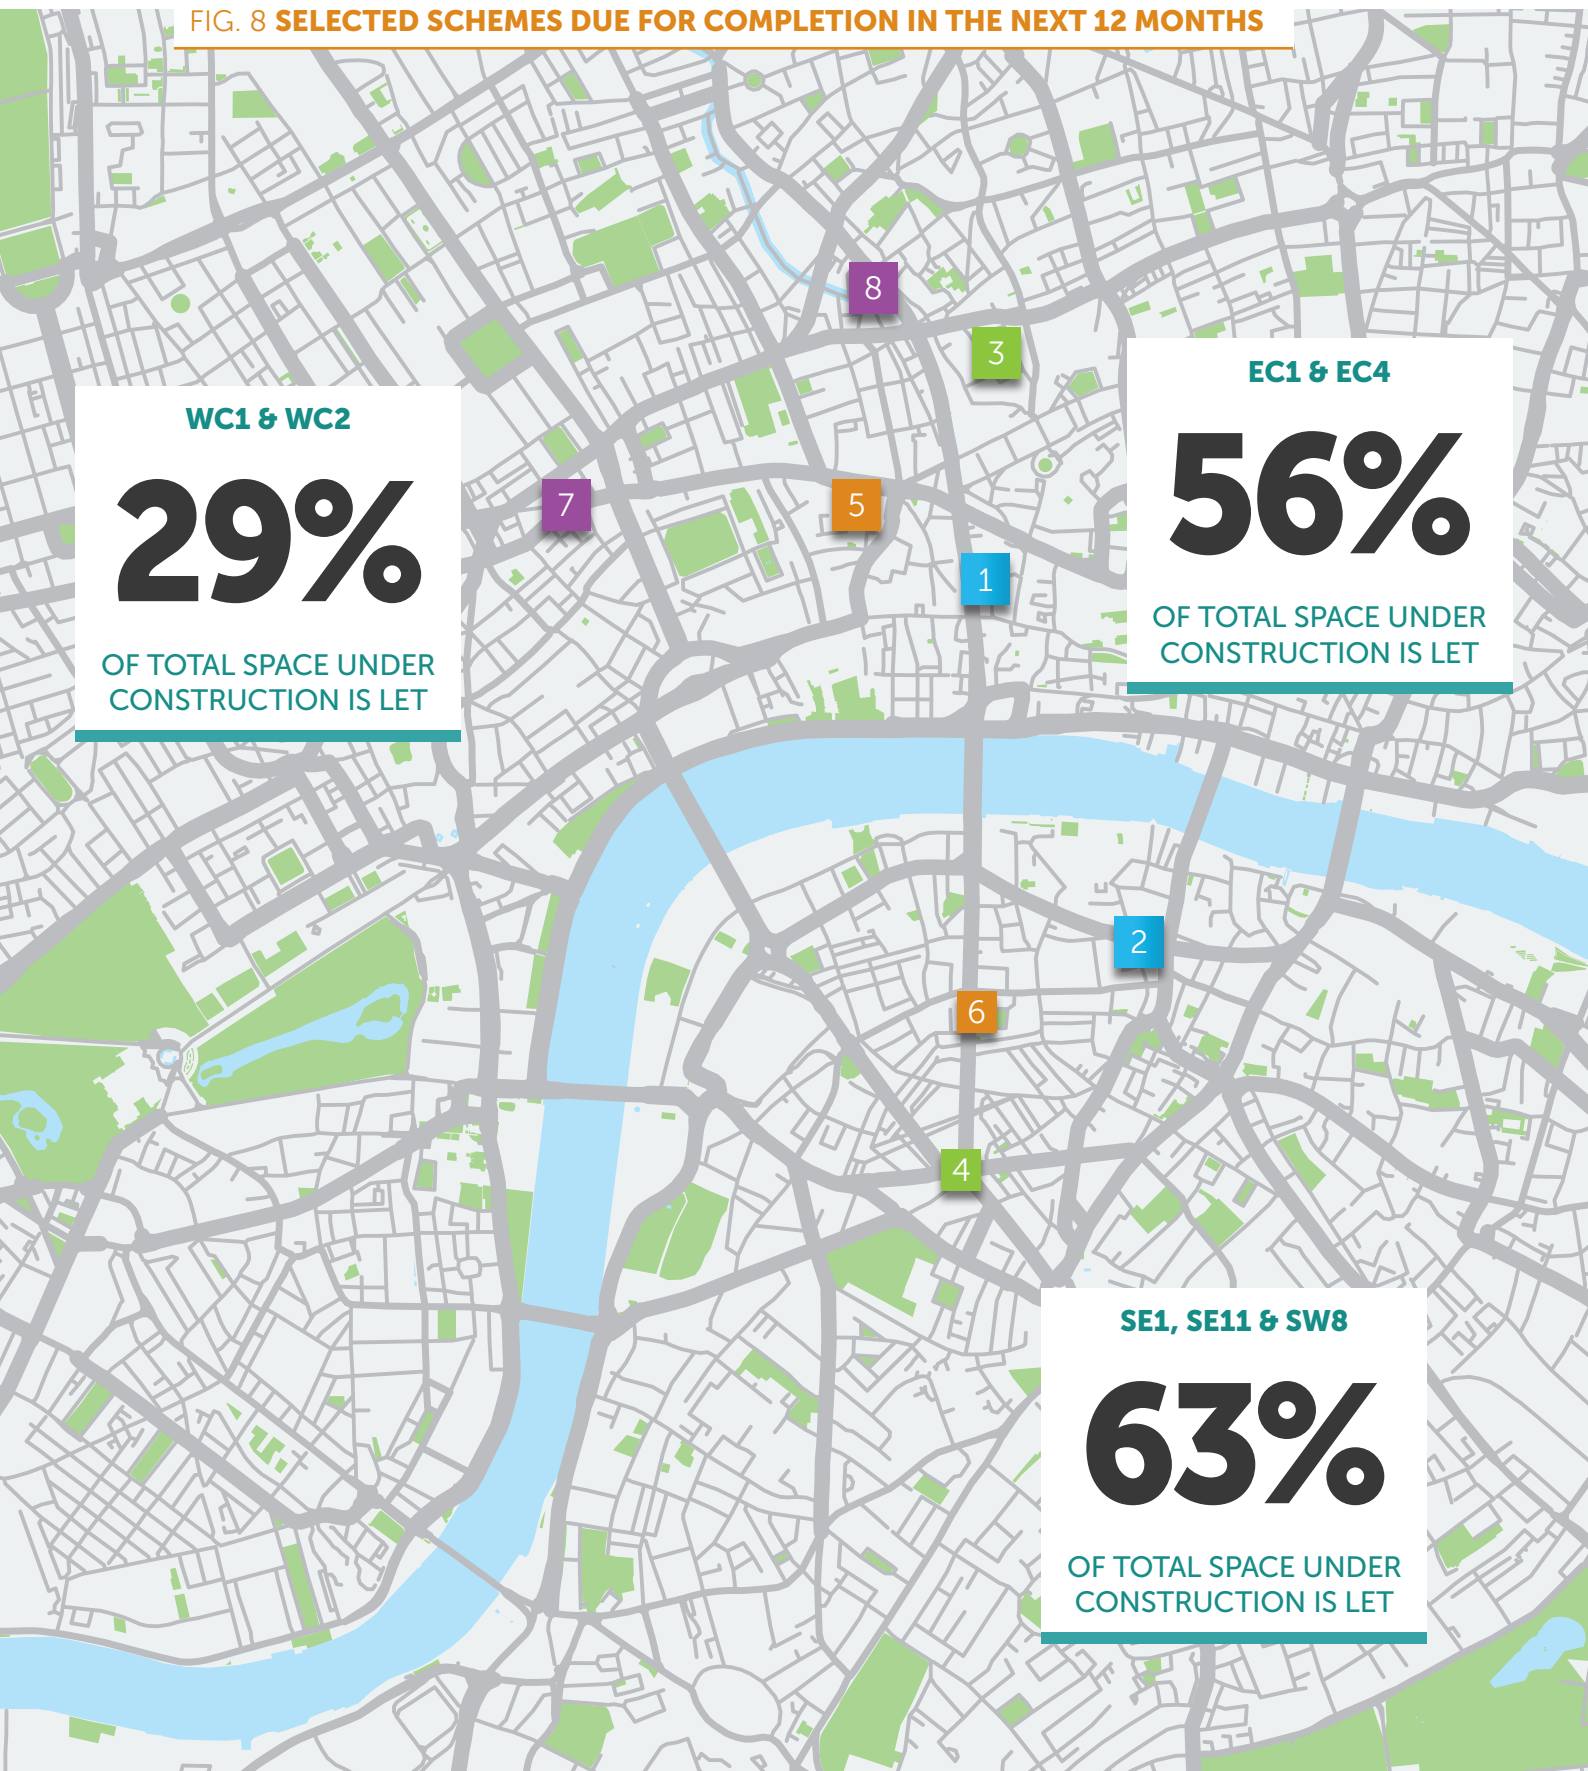 FIG. 8 SELECTED SCHEMES DUE FOR COMPLETION IN THE NEXT 12 MONTHS
8
3
WC1 & WC2
29%
OF TOTAL SPACE UNDER
CONSTRUCTION IS LET
EC1 & EC4
56%
OF TOTAL SPACE UNDER
CONSTRUCTION IS LET
7
5
1
2
6
4
SE1, SE11 & SW8
63%
OF TOTAL SPACE UNDER
CONSTRUCTION IS LET